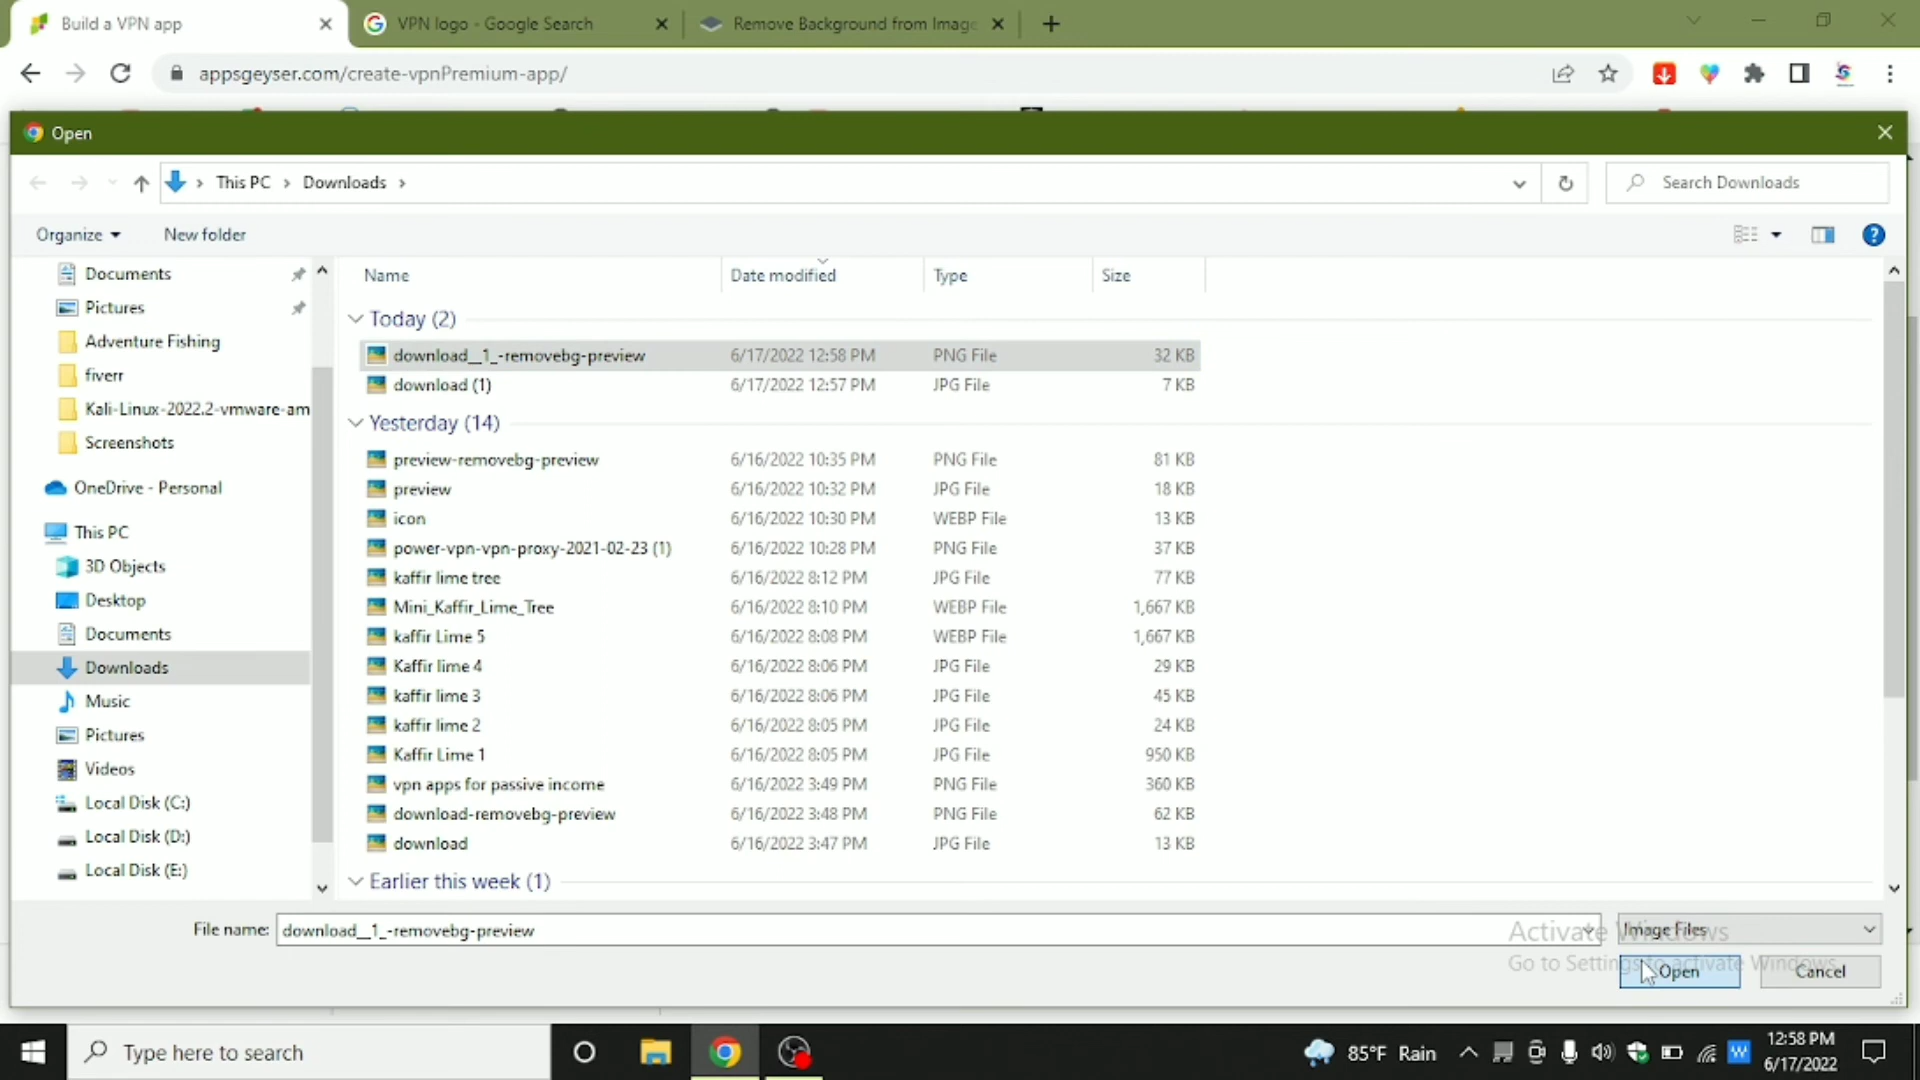 Build a VPN app
VPN logo - Google Search
Remove Background from Image
appsgeyser.com/create-vpnPremium-app/
Open
This PC > Downloads >
Search Downloads
Organize
New folder
Documents
Pictures
Adventure Fishing
fiverr
Kali-Linux-2022.2-vmware-am
Screenshots
OneDrive - Personal
This PC
3D Objects
Desktop
Documents
Downloads
Music
Pictures
Videos
Local Disk (C:)
Local Disk (D:)
Local Disk (E:)
Name Date modified Type Size
Today (2)
download__1_-removebg-preview 6/17/2022 12:58 PM PNG File 32 KB
download (1) 6/17/2022 12:57 PM JPG File 7 KB
Yesterday (14)
preview-removebg-preview 6/16/2022 10:35 PM PNG File 81 KB
preview 6/16/2022 10:32 PM JPG File 18 KB
icon 6/16/2022 10:30 PM WEBP File 13 KB
power-vpn-vpn-proxy-2021-02-23 (1) 6/16/2022 10:28 PM PNG File 37 KB
kaffir lime tree 6/16/2022 8:12 PM JPG File 77 KB
Mini_Kaffir_Lime_Tree 6/16/2022 8:10 PM WEBP File 1,667 KB
kaffir Lime 5 6/16/2022 8:08 PM WEBP File 1,667 KB
Kaffir lime 4 6/16/2022 8:06 PM JPG File 29 KB
kaffir lime 3 6/16/2022 8:06 PM JPG File 45 KB
kaffir lime 2 6/16/2022 8:05 PM JPG File 24 KB
Kaffir Lime 1 6/16/2022 8:05 PM JPG File 950 KB
vpn apps for passive income 6/16/2022 3:49 PM PNG File 360 KB
download-removebg-preview 6/16/2022 3:48 PM PNG File 62 KB
download 6/16/2022 3:47 PM JPG File 13 KB
Earlier this week (1)
File name: download__1_-removebg-preview
Image Files
Activate Windows
Go to Settings to activate Windows.
Open
Cancel
Type here to search
85°F Rain
12:58 PM
6/17/2022